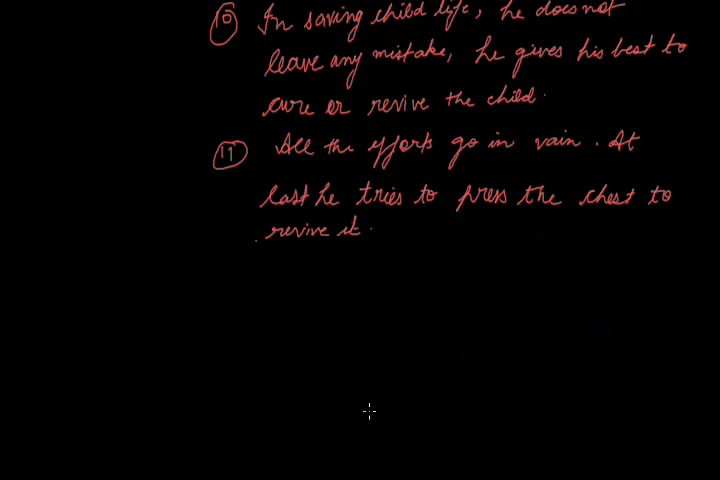 10 In saving child life, he does not
leave any mistake, he gives his best to
cure or revive the child.
11 All the efforts go in vain. At
last he tries to press the chest to
revive it.